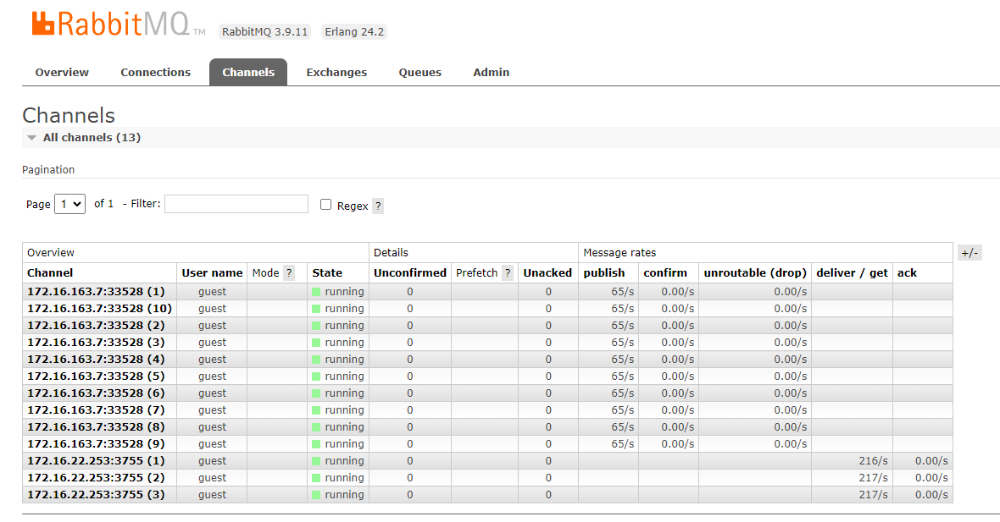 RabbitMQ TM RabbitMQ 3.9.11 Erlang 24.2
Overview Connections Channels Exchanges Queues Admin
Channels
All channels (13)
Pagination
Page 1 of 1 - Filter: Regex ?
Overview Details Message rates +/-
Channel User name Mode ? State Unconfirmed Prefetch ? Unacked publish confirm unroutable (drop) deliver / get ack
172.16.163.7:33528 (1) guest running 0 0 65/s 0.00/s 0.00/s
172.16.163.7:33528 (10) guest running 0 0 65/s 0.00/s 0.00/s
172.16.163.7:33528 (2) guest running 0 0 65/s 0.00/s 0.00/s
172.16.163.7:33528 (3) guest running 0 0 65/s 0.00/s 0.00/s
172.16.163.7:33528 (4) guest running 0 0 65/s 0.00/s 0.00/s
172.16.163.7:33528 (5) guest running 0 0 65/s 0.00/s 0.00/s
172.16.163.7:33528 (6) guest running 0 0 65/s 0.00/s 0.00/s
172.16.163.7:33528 (7) guest running 0 0 65/s 0.00/s 0.00/s
172.16.163.7:33528 (8) guest running 0 0 65/s 0.00/s 0.00/s
172.16.163.7:33528 (9) guest running 0 0 65/s 0.00/s 0.00/s
172.16.22.253:3755 (1) guest running 0 0 216/s 0.00/s
172.16.22.253:3755 (2) guest running 0 0 217/s 0.00/s
172.16.22.253:3755 (3) guest running 0 0 217/s 0.00/s